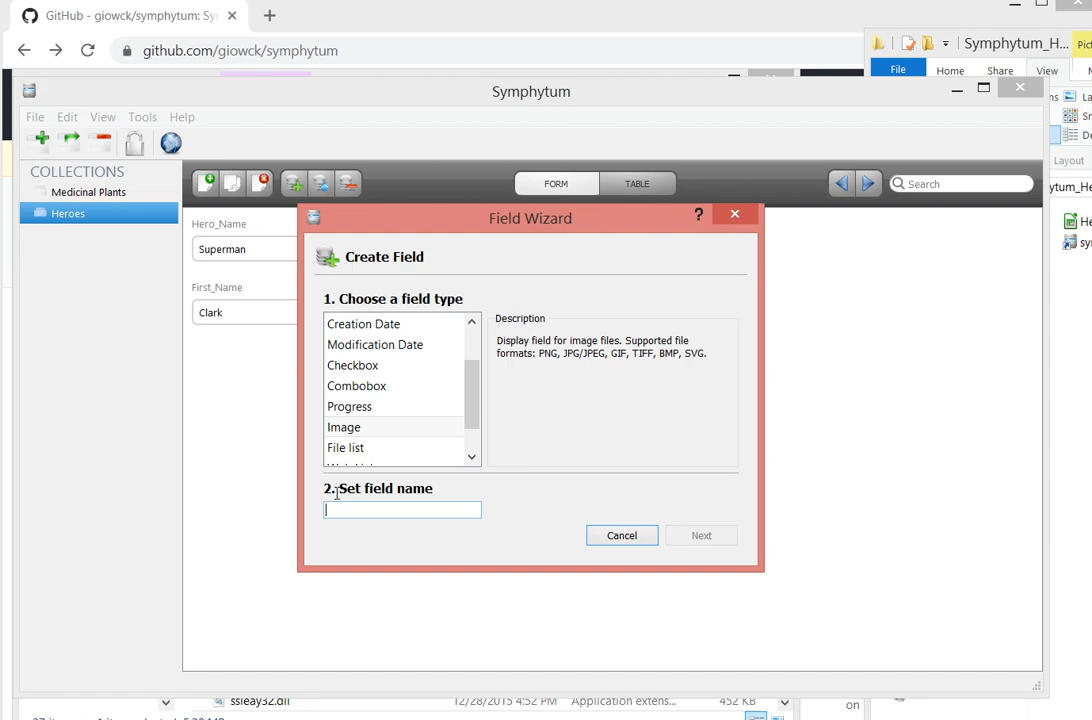 GitHub - giowck/symphytum: Sy
github.com/giowck/symphytum
Symphytum_H...
File Home Share View
Symphytum
File Edit View Tools Help
COLLECTIONS
Medicinal Plants
Heroes
FORM TABLE
Search
Layout
Hero_Name
Superman
First_Name
Clark
Field Wizard
?
Create Field
1. Choose a field type
Creation Date
Modification Date
Checkbox
Combobox
Progress
Image
File list
Description
Display field for image files. Supported file
formats: PNG, JPG/JPEG, GIF, TIFF, BMP, SVG.
2. Set field name
Cancel Next
ssleay32.dll 12/28/2015 4:52 PM Application extens... 452 KB
on